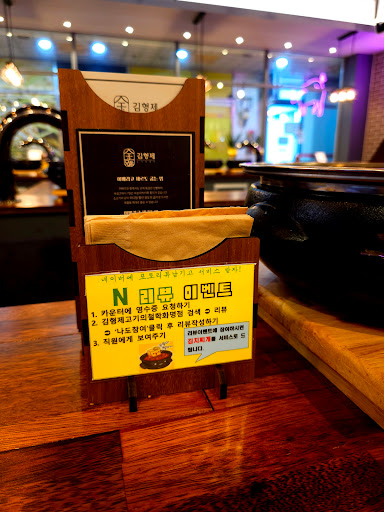 김형제
김형제
네이버에 포토리뷰남기고 서비스 받자!
N 리뷰 이벤트
1. 카운터에 영수증 요청하기
2. 김형제고기의철학화명점 검색 ➲ 리뷰
➲ '나도참여'클릭 후 리뷰작성하기
3. 직원에게 보여주기
리뷰이벤트에 참여하시면
김치찌개를 서비스로 드
립니다.